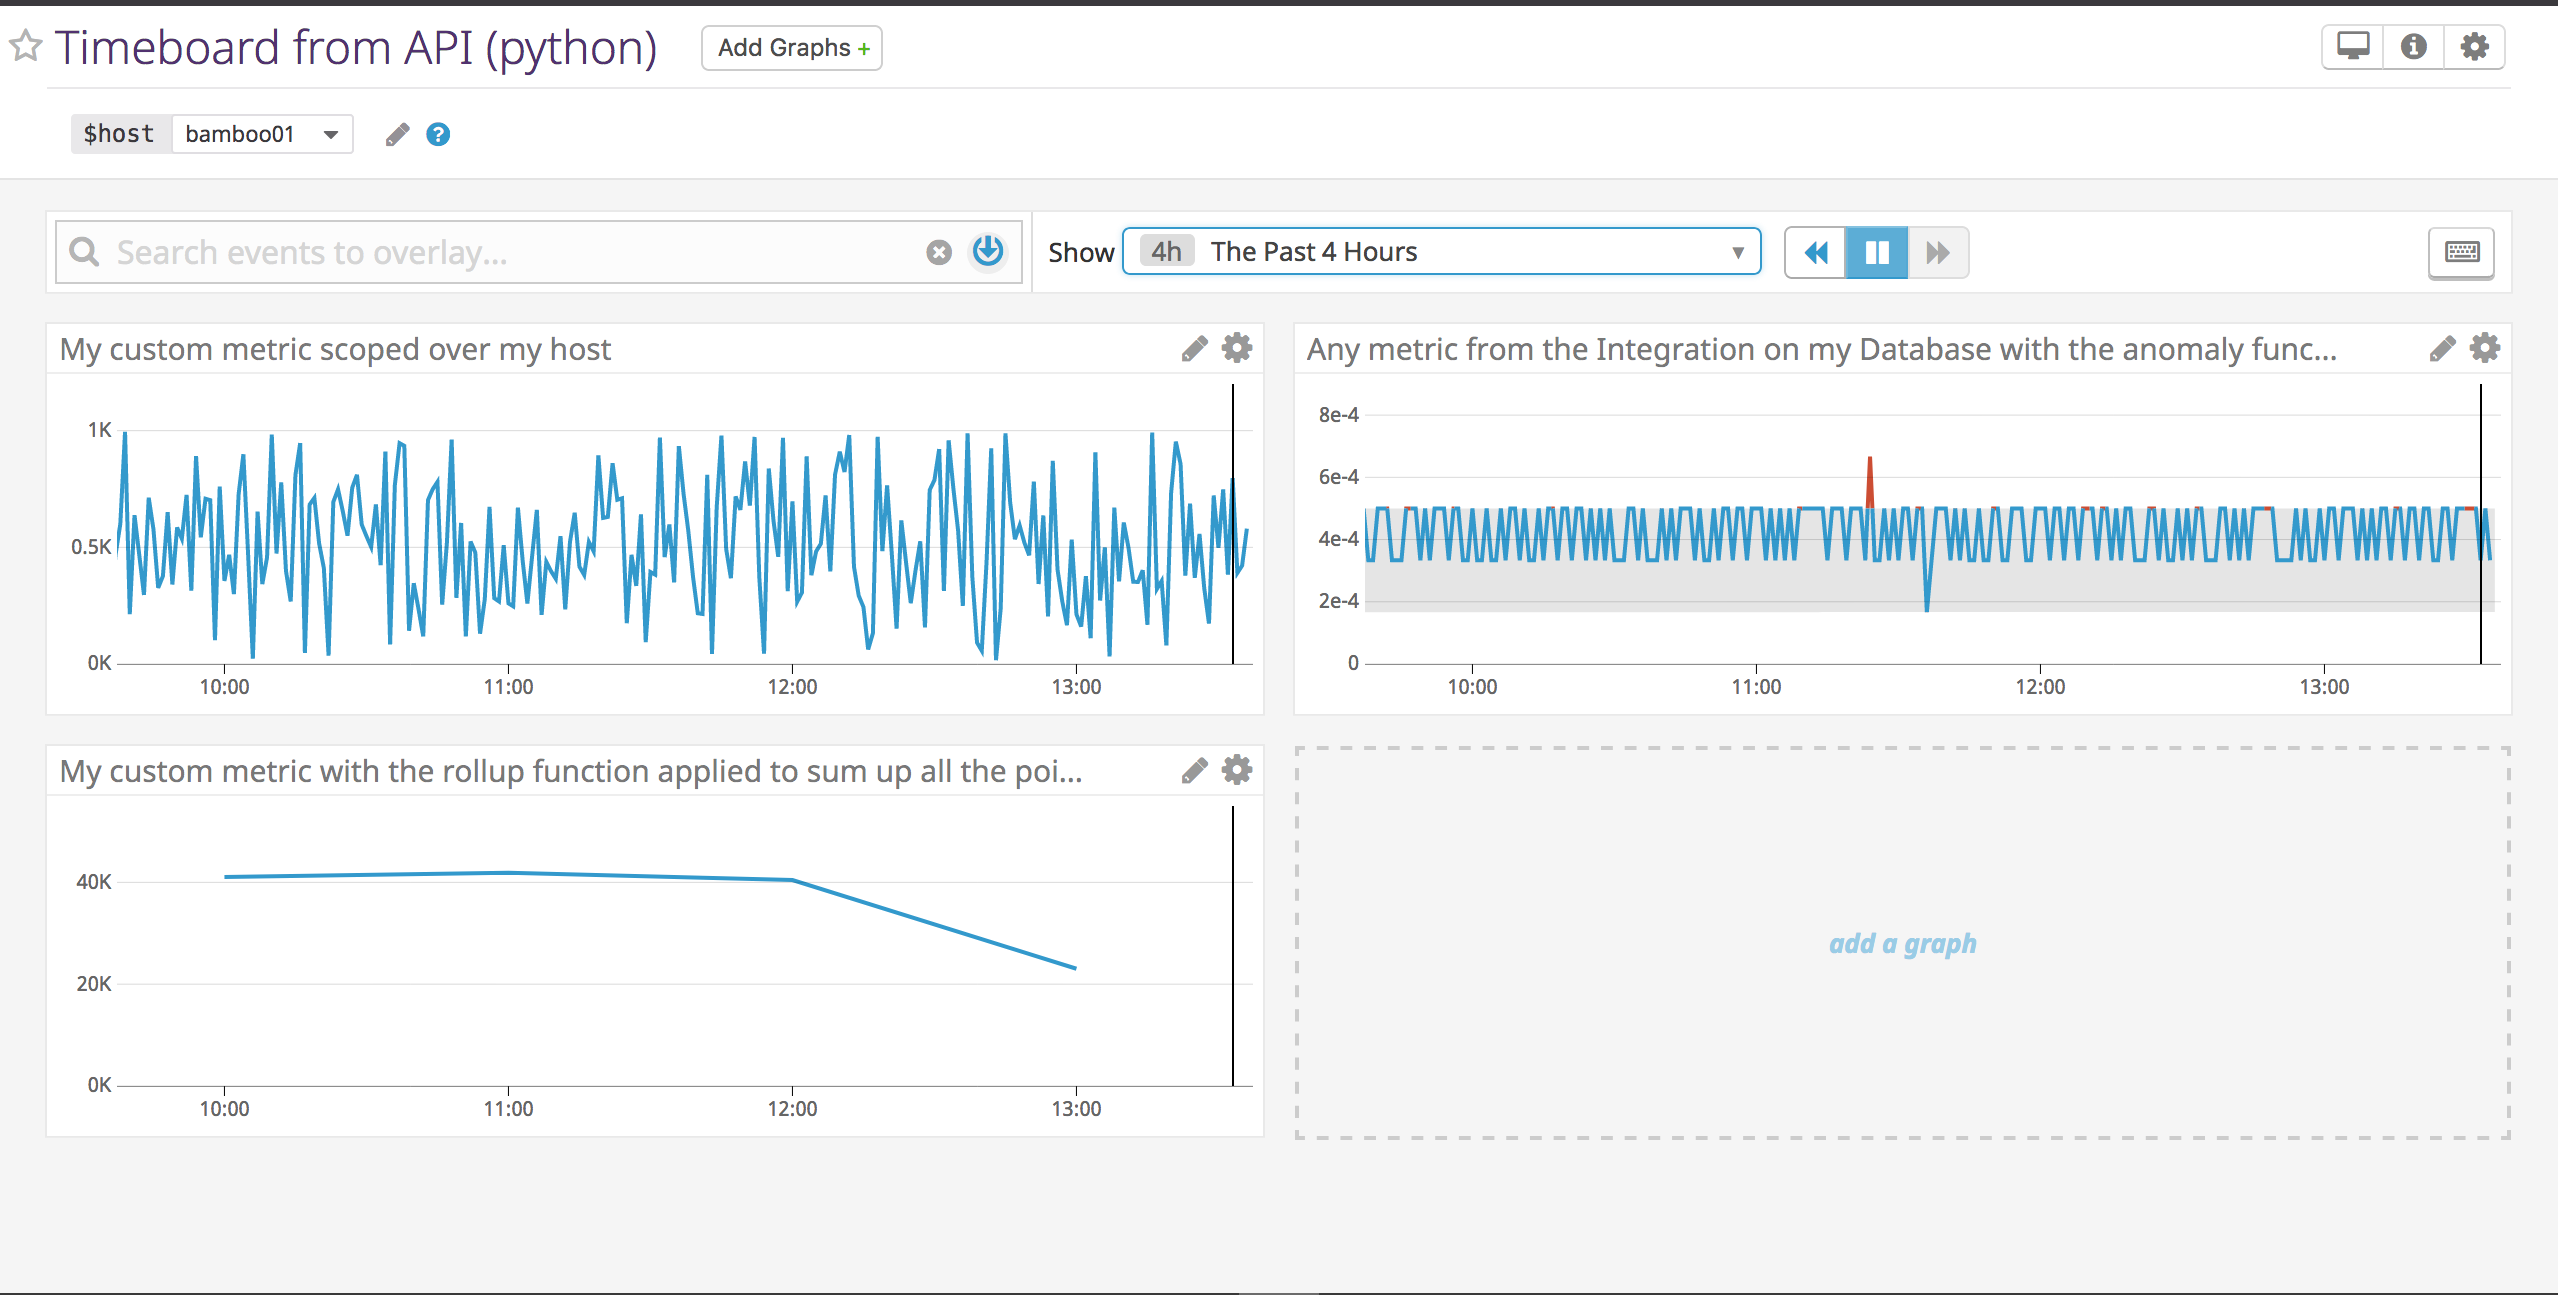 Timeboard from API (python)
Add Graphs +
$host bamboo01
Search events to overlay...
Show 4h The Past 4 Hours
My custom metric scoped over my host
1K
0.5K
0K
10:00 11:00 12:00 13:00
Any metric from the Integration on my Database with the anomaly func...
8e-4
6e-4
4e-4
2e-4
0
10:00 11:00 12:00 13:00
My custom metric with the rollup function applied to sum up all the poi...
40K
20K
0K
10:00 11:00 12:00 13:00
add a graph